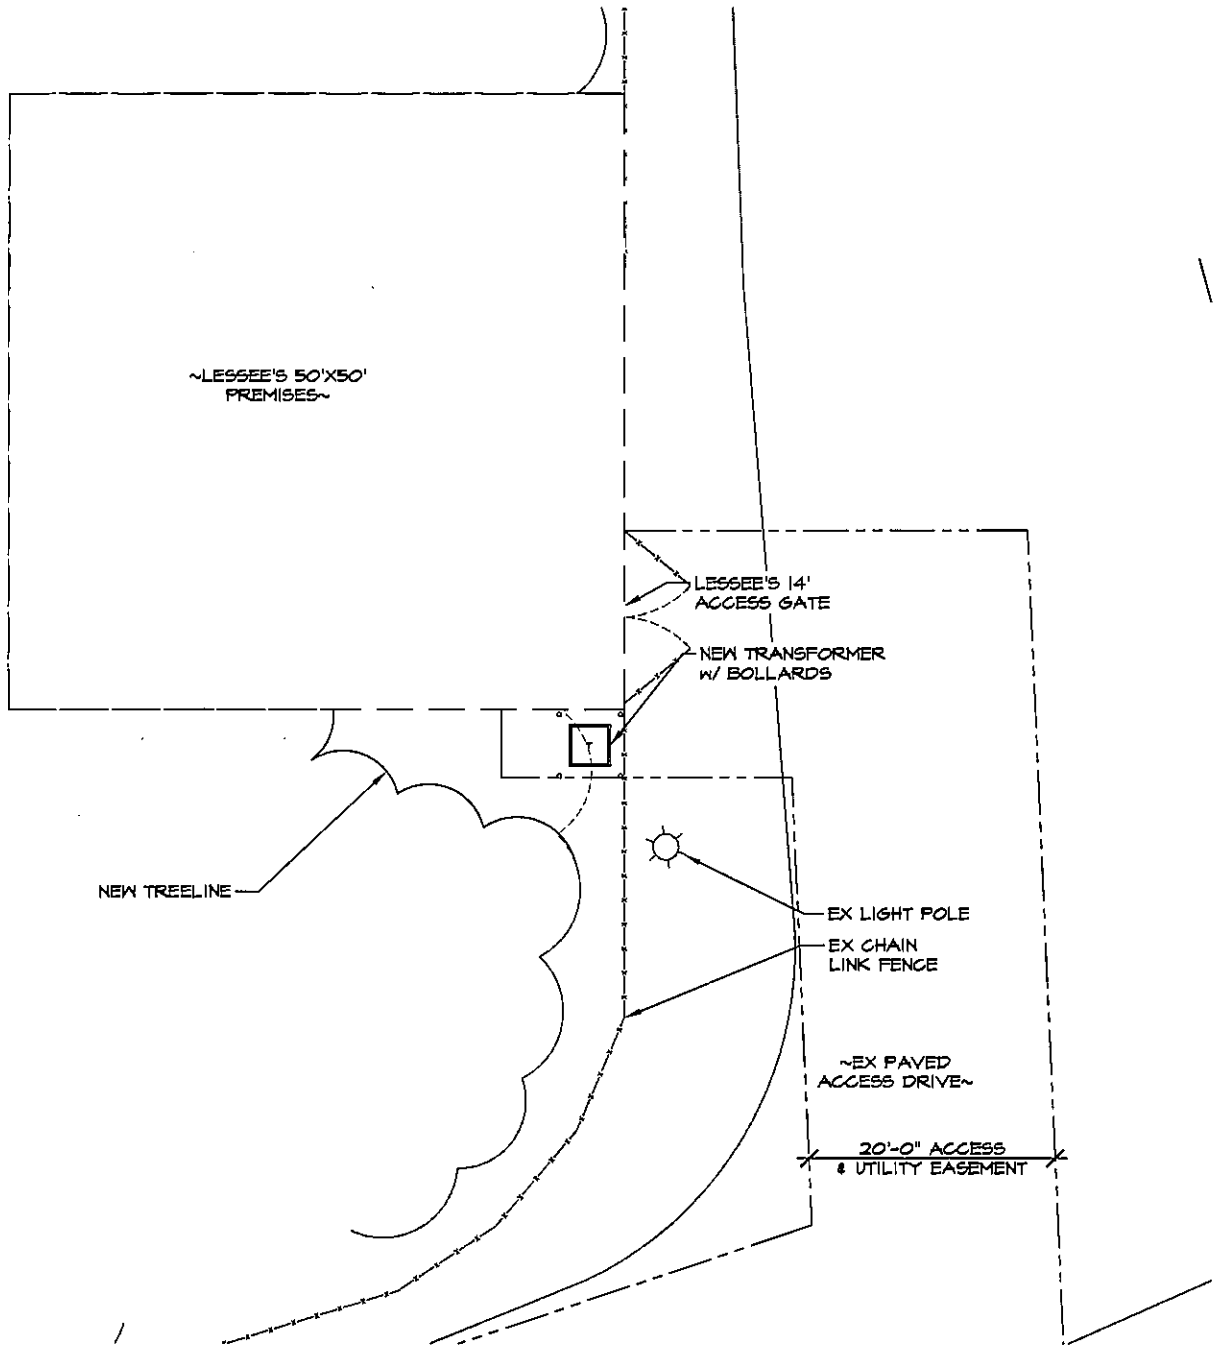 ~LESSEE'S 50'X50'
PREMISES~
LESSEE'S 14'
ACCESS GATE
NEW TRANSFORMER
W/ BOLLARDS
T
NEW TREELINE
EX LIGHT POLE
EX CHAIN
LINK FENCE
~EX PAVED
ACCESS DRIVE~
20'-0" ACCESS
& UTILITY EASEMENT